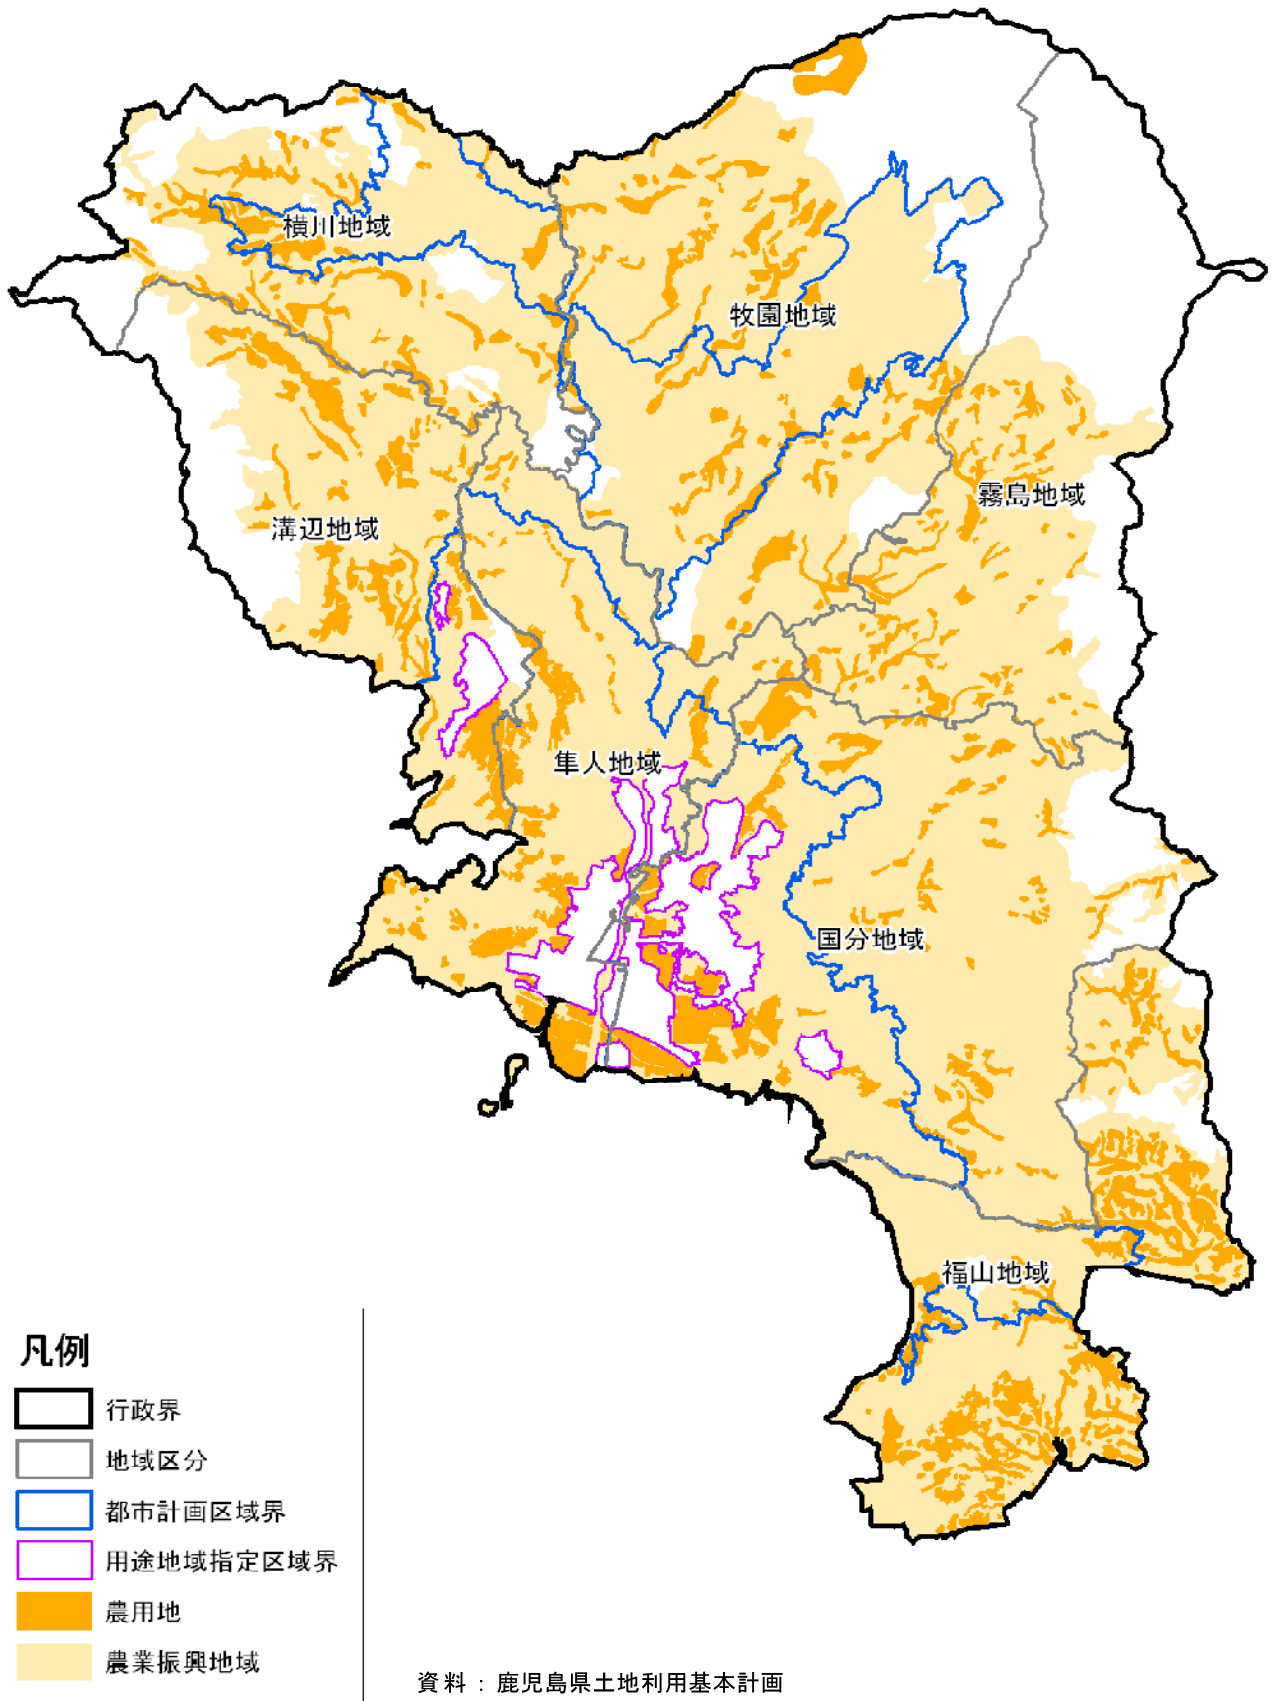 横川地域
牧園地域
霧島地域
溝辺地域
隼人地域
国分地域
福山地域
凡例
行政界
地域区分
都市計画区域界
用途地域指定区域界
農用地
農業振興地域
資料：鹿児島県土地利用基本計画